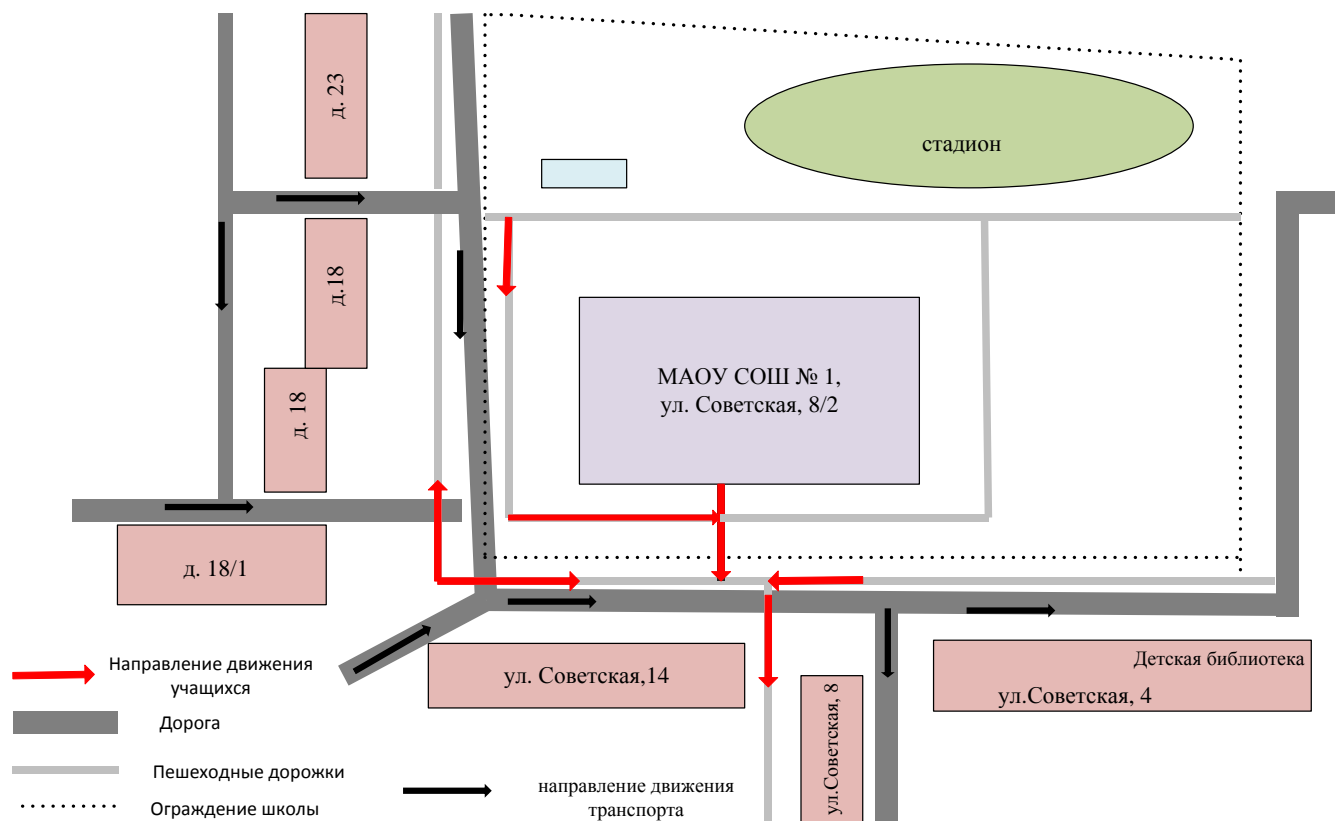 д. 23
стадион
д.18
МАОУ СОШ № 1,
ул. Советская, 8/2
д. 18
д. 18/1
ул. Советская,14
Детская библиотека
ул.Советская, 4
ул.Советская, 8
Направление движения
учащихся
Дорога
Пешеходные дорожки
Ограждение школы
направление движения
транспорта